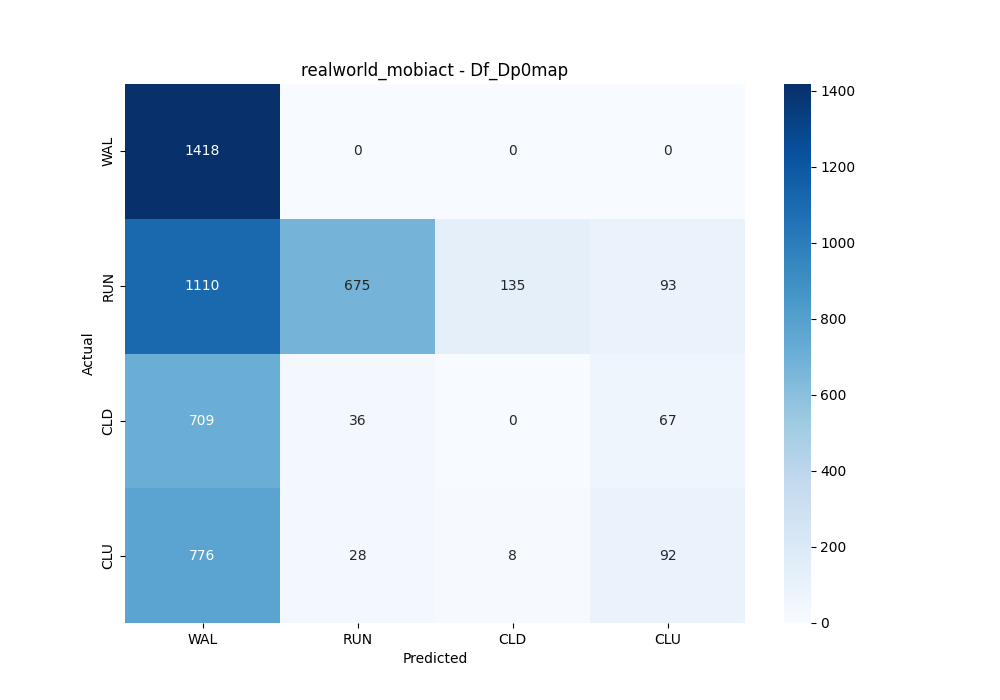 realworld_mobiact - Df_Dp0map
WAL 1418 0 0 0
RUN 1110 675 135 93
CLD 709 36 0 67
CLU 776 28 8 92
WAL RUN CLD CLU
Predicted
Actual
1400
1200
1000
800
600
400
200
0